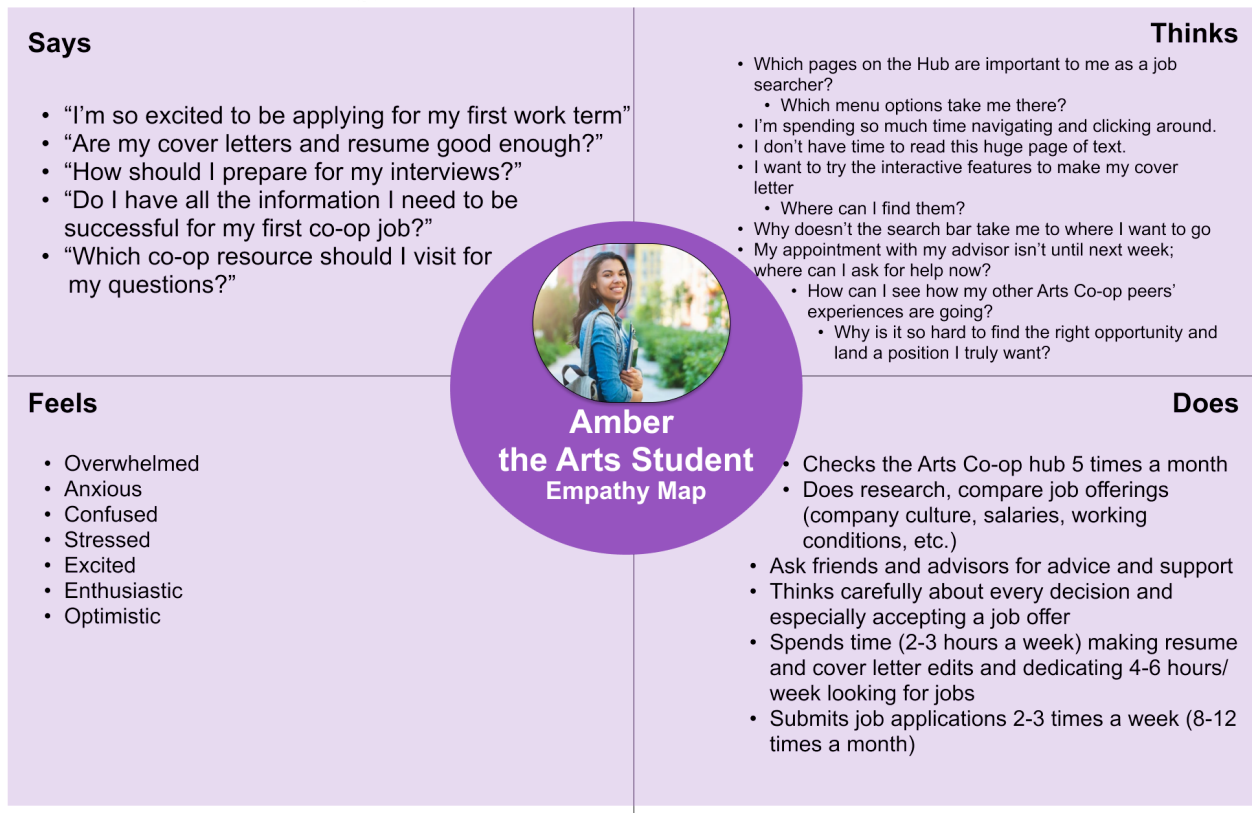 Says
• “I’m so excited to be applying for my first work term”
• “Are my cover letters and resume good enough?”
• “How should I prepare for my interviews?”
• “Do I have all the information I need to be
successful for my first co-op job?”
• “Which co-op resource should I visit for
my questions?”
Thinks
• Which pages on the Hub are important to me as a job
searcher?
• Which menu options take me there?
• I’m spending so much time navigating and clicking around.
• I don’t have time to read this huge page of text.
• I want to try the interactive features to make my cover
letter
• Where can I find them?
• Why doesn’t the search bar take me to where I want to go
• My appointment with my advisor isn’t until next week;
where can I ask for help now?
• How can I see how my other Arts Co-op peers’
experiences are going?
• Why is it so hard to find the right opportunity and
land a position I truly want?
Amber
the Arts Student
Empathy Map
Feels
• Overwhelmed
• Anxious
• Confused
• Stressed
• Excited
• Enthusiastic
• Optimistic
Does
• Checks the Arts Co-op hub 5 times a month
• Does research, compare job offerings
(company culture, salaries, working
conditions, etc.)
• Ask friends and advisors for advice and support
• Thinks carefully about every decision and
especially accepting a job offer
• Spends time (2-3 hours a week) making resume
and cover letter edits and dedicating 4-6 hours/
week looking for jobs
• Submits job applications 2-3 times a week (8-12
times a month)